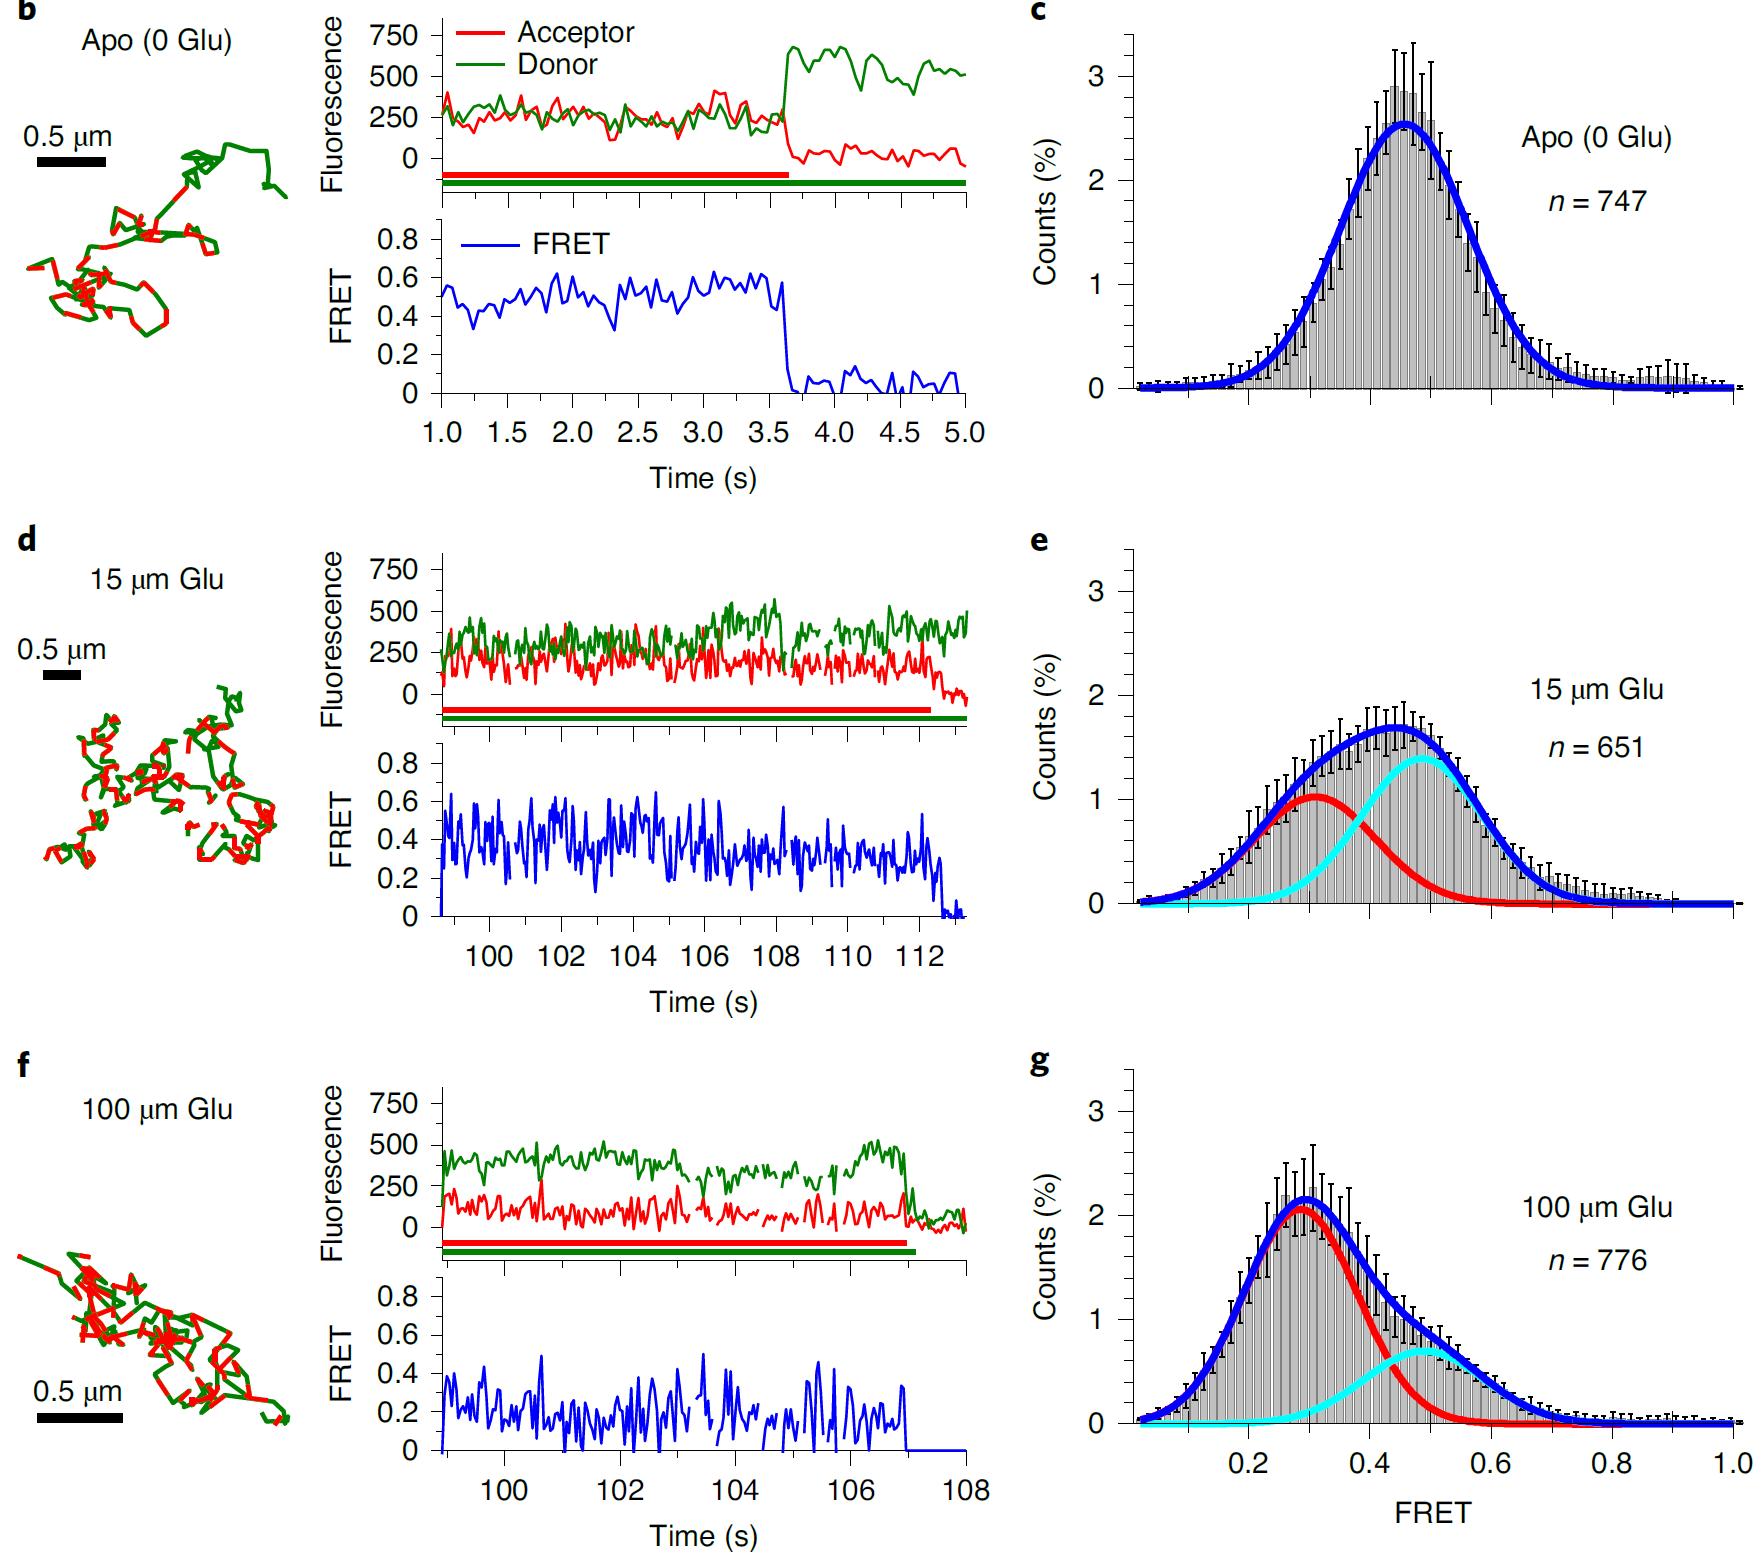 b
Apo (0 Glu)
0.5 µm
Fluorescence
750
500
250
0
Acceptor
Donor
FRET
0.8
0.6
0.4
0.2
0
FRET
1.0 1.5 2.0 2.5 3.0 3.5 4.0 4.5 5.0
Time (s)
c
Counts (%)
3
2
1
0
Apo (0 Glu)
n = 747
d
15 µm Glu
0.5 µm
Fluorescence
750
500
250
0
FRET
0.8
0.6
0.4
0.2
0
100 102 104 106 108 110 112
Time (s)
e
Counts (%)
3
2
1
0
15 µm Glu
n = 651
f
100 µm Glu
0.5 µm
Fluorescence
750
500
250
0
FRET
0.8
0.6
0.4
0.2
0
100 102 104 106 108
Time (s)
g
Counts (%)
3
2
1
0
100 µm Glu
n = 776
0.2 0.4 0.6 0.8 1.0
FRET